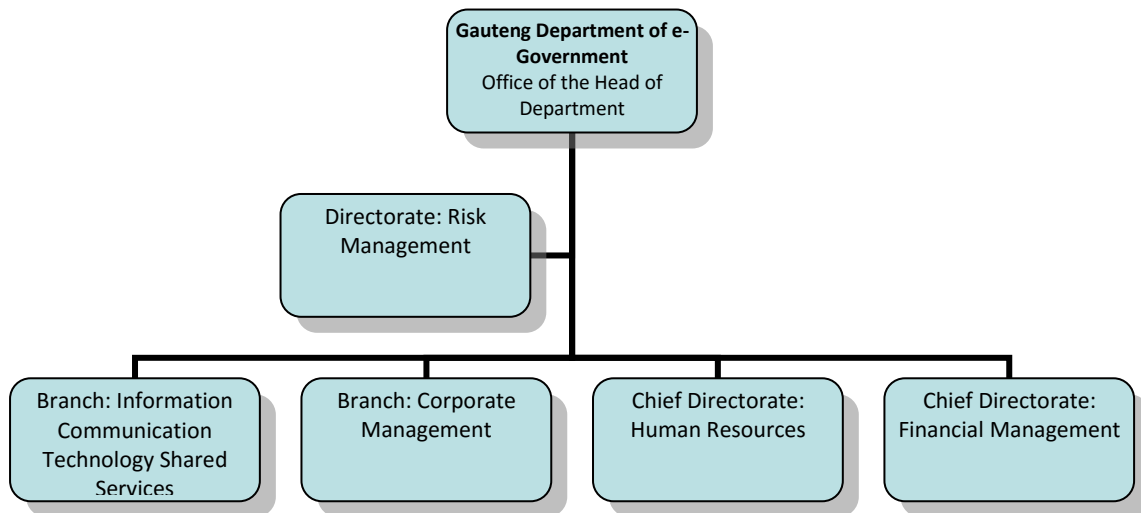 Gauteng Department of e-
Government
Office of the Head of
Department
Directorate: Risk
Management
Branch: Information
Communication
Technology Shared
Services
Branch: Corporate
Management
Chief Directorate:
Human Resources
Chief Directorate:
Financial Management